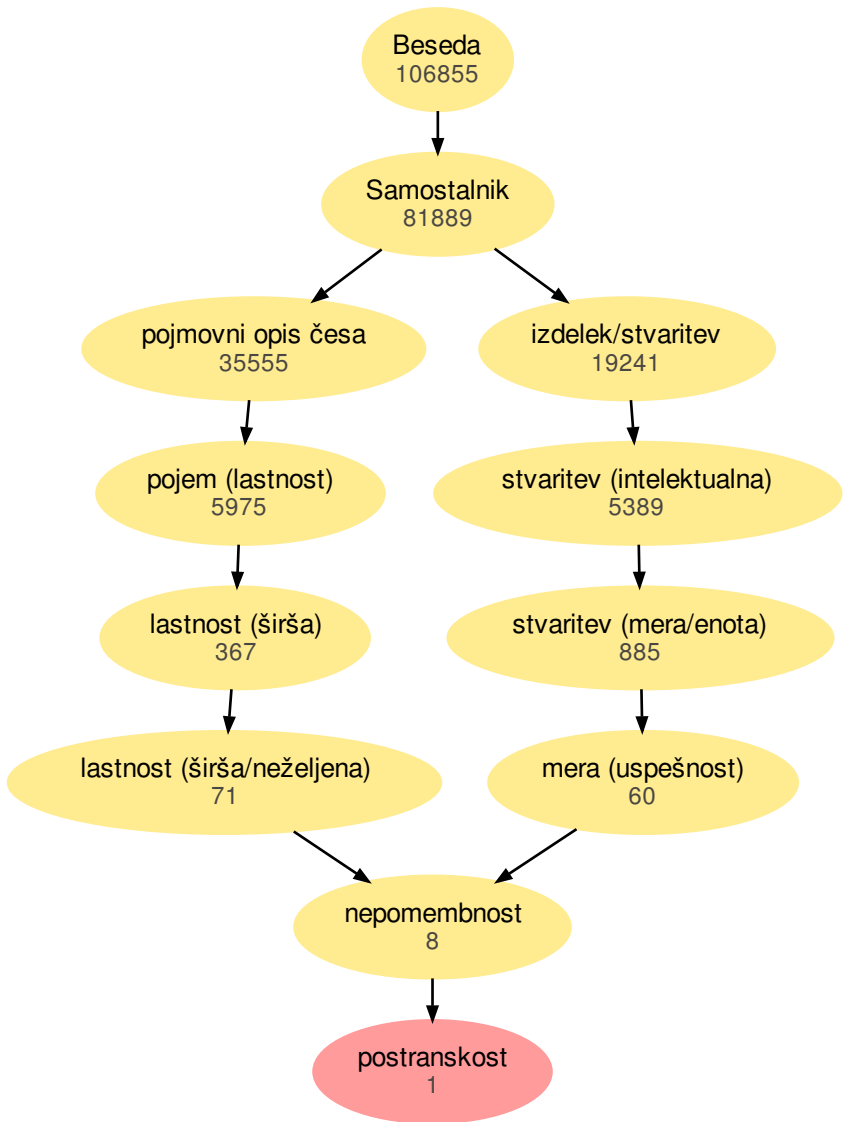 Beseda
106855
Samostalnik
81889
pojmovni opis česa
35555
izdelek/stvaritev
19241
pojem (lastnost)
5975
stvaritev (intelektualna)
5389
lastnost (širša)
367
stvaritev (mera/enota)
885
lastnost (širša/neželjena)
71
mera (uspešnost)
60
nepomembnost
8
postranskost
1